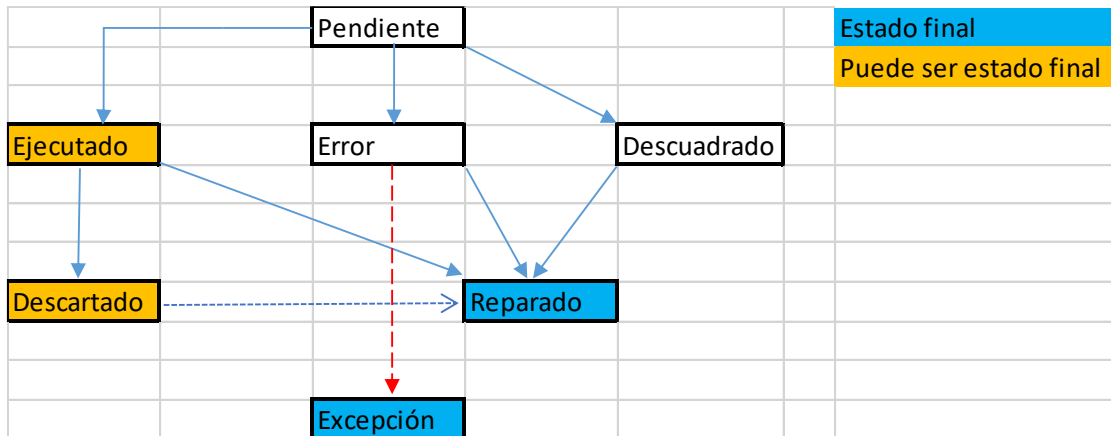 Pendiente
Estado final
Puede ser estado final
Ejecutado
Error
Descuadrado
Descartado
Reparado
Excepción